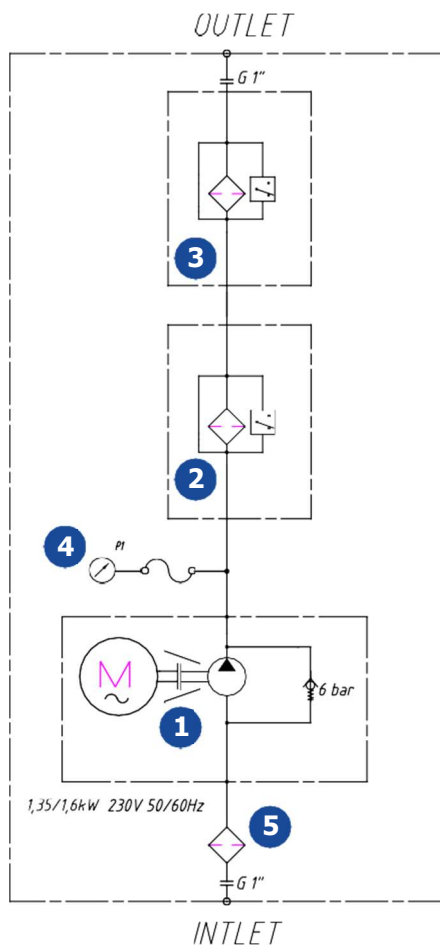 OUTLET
G 1"
3
2
4
P1
M
1
6 bar
1,35/1,6kW 230V 50/60Hz
5
G 1"
INTLET